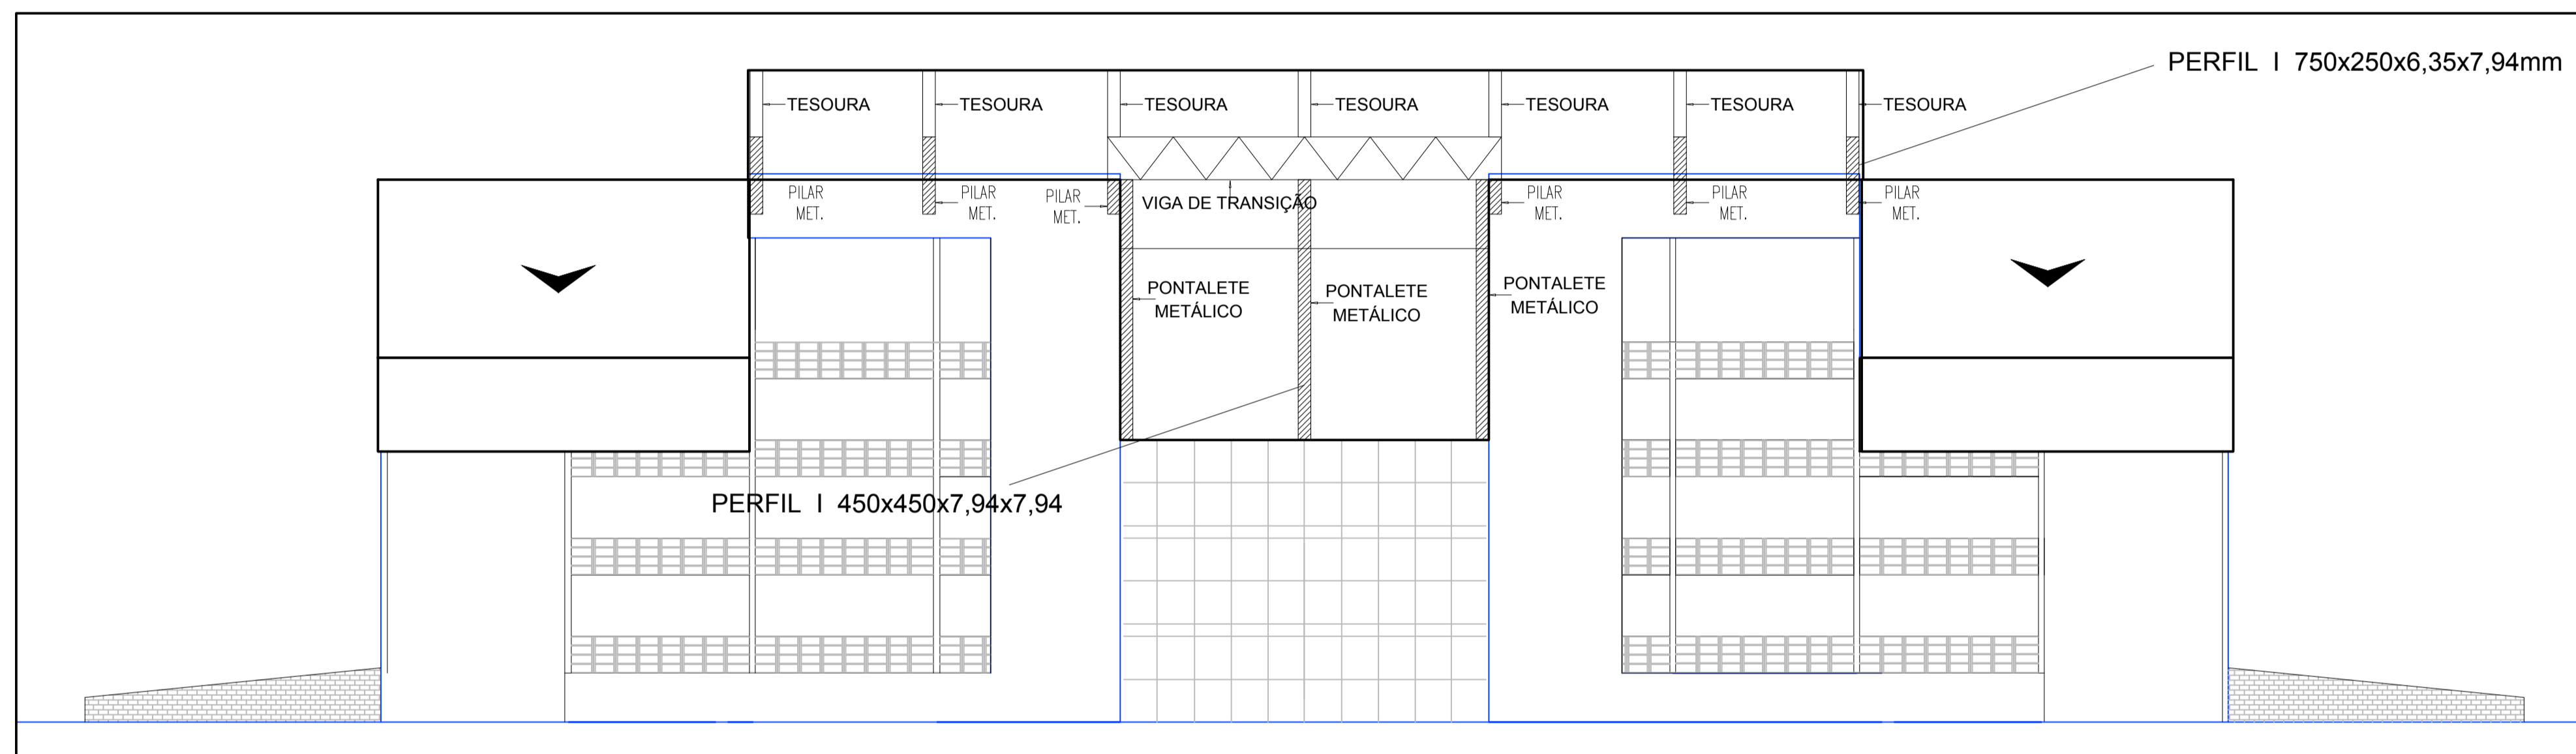 PERFIL I 750x250x6,35x7,94mm
TESOURA
TESOURA
TESOURA
TESOURA
TESOURA
TESOURA
TESOURA
PILAR
MET.
PILAR
MET.
PILAR
MET.
VIGA DE TRANSIÇÃO
PILAR
MET.
PILAR
MET.
PILAR
MET.
PONTALETE
METÁLICO
PONTALETE
METÁLICO
PONTALETE
METÁLICO
PERFIL I 450x450x7,94x7,94